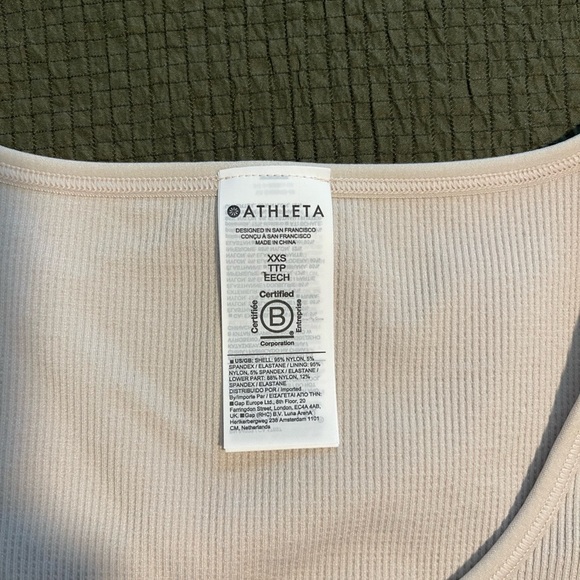 ATHLETA
DESIGNED IN SAN FRANCISCO
CONÇU À SAN FRANCISCO
MADE IN CHINA
XXS
TTP
EECH
Certified
Certifiée
B
Entreprise
®
Corporation
US/GB: SHELL: 95% NYLON, 5%
SPANDEX / ELASTANE / LINING: 95%
NYLON, 5% SPANDEX / ELASTANE /
LOWER PART: 88% NYLON, 12%
SPANDEX / ELASTANE
DISTRIBUIDO POR / Imported
By/Importe Par / ΕΙΣΑΓΕΤΑΙ ΑΠΟ ΤΗΝ:
Gap Europe Ltd., 8th Floor, 20
Farringdon Street, London, EC4A 4AB,
UK. Gap (RHC) B.V. Luna ArenA
Herikerbergweg 238 Amsterdam 1101
CM, Netherlands